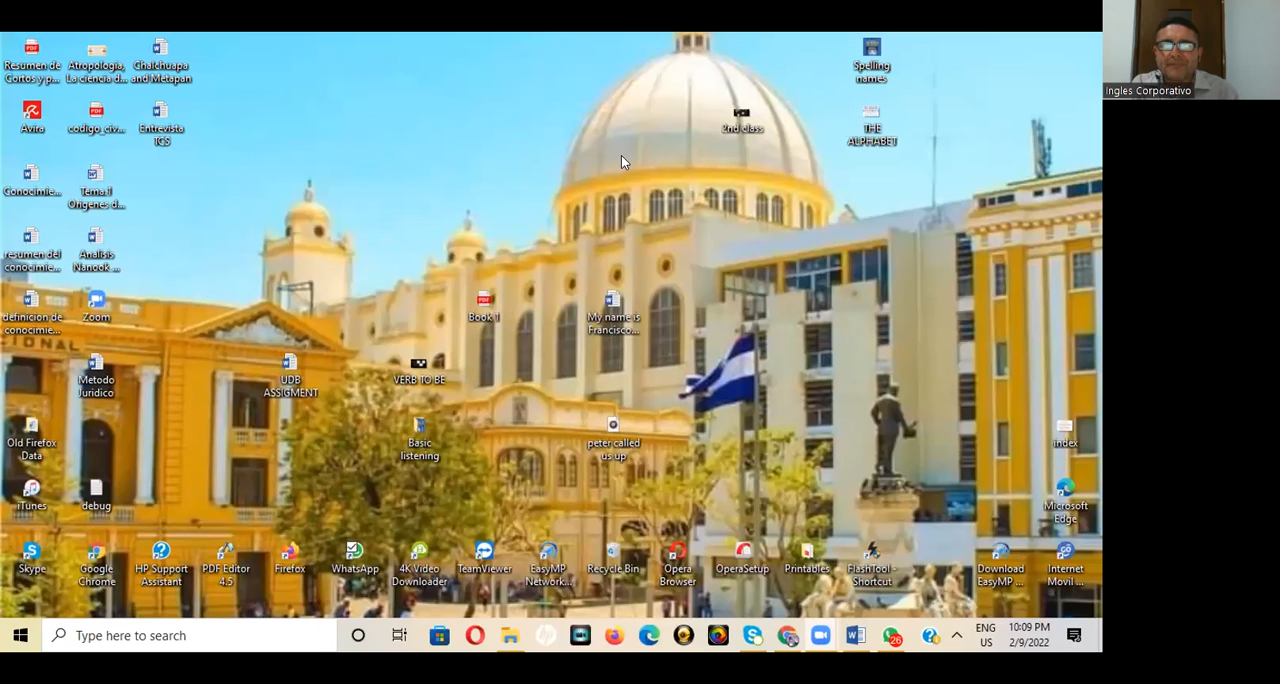 Resumen de
Cortos y p...
Atropologia,
La ciencia d...
Chalchuapa
and Metapan
Spelling
names
Ingles Corporativo
Avira
codigo_civ...
Entrevista
TCS
2nd class
THE
ALPHABET
Conocimie...
Tema.1
Origenes d...
resumen del
conocimie...
Analisis
Nanook ...
definicion de
conocimie...
Zoom
Book 1
My name is
Francisco...
CIONAL
Metodo
Juridico
UDB
ASSIGMENT
VERB TO BE
Old Firefox
Data
Basic
listening
peter called
us up
index
iTunes
debug
Microsoft
Edge
Skype
Google
Chrome
HP Support
Assistant
PDF Editor
4.5
Firefox
WhatsApp
4K Video
Downloader
TeamViewer
EasyMP
Network...
Recycle Bin
Opera
Browser
OperaSetup
Printables
FlashTool -
Shortcut
Download
EasyMP ...
Internet
Movil ...
Type here to search
26
ENG
US
10:09 PM
2/9/2022